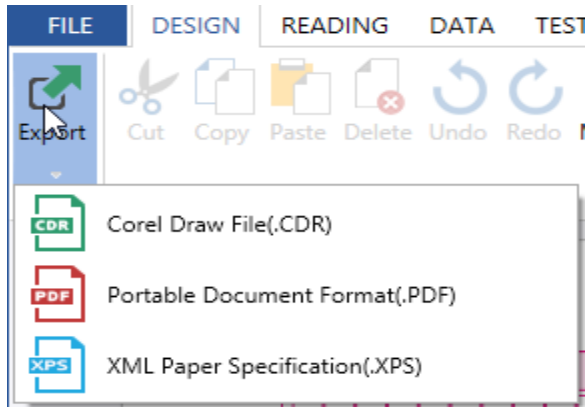 FILE DESIGN READING DATA TEST
Export Cut Copy Paste Delete Undo Redo
CDR Corel Draw File(.CDR)
PDF Portable Document Format(.PDF)
XPS XML Paper Specification(.XPS)